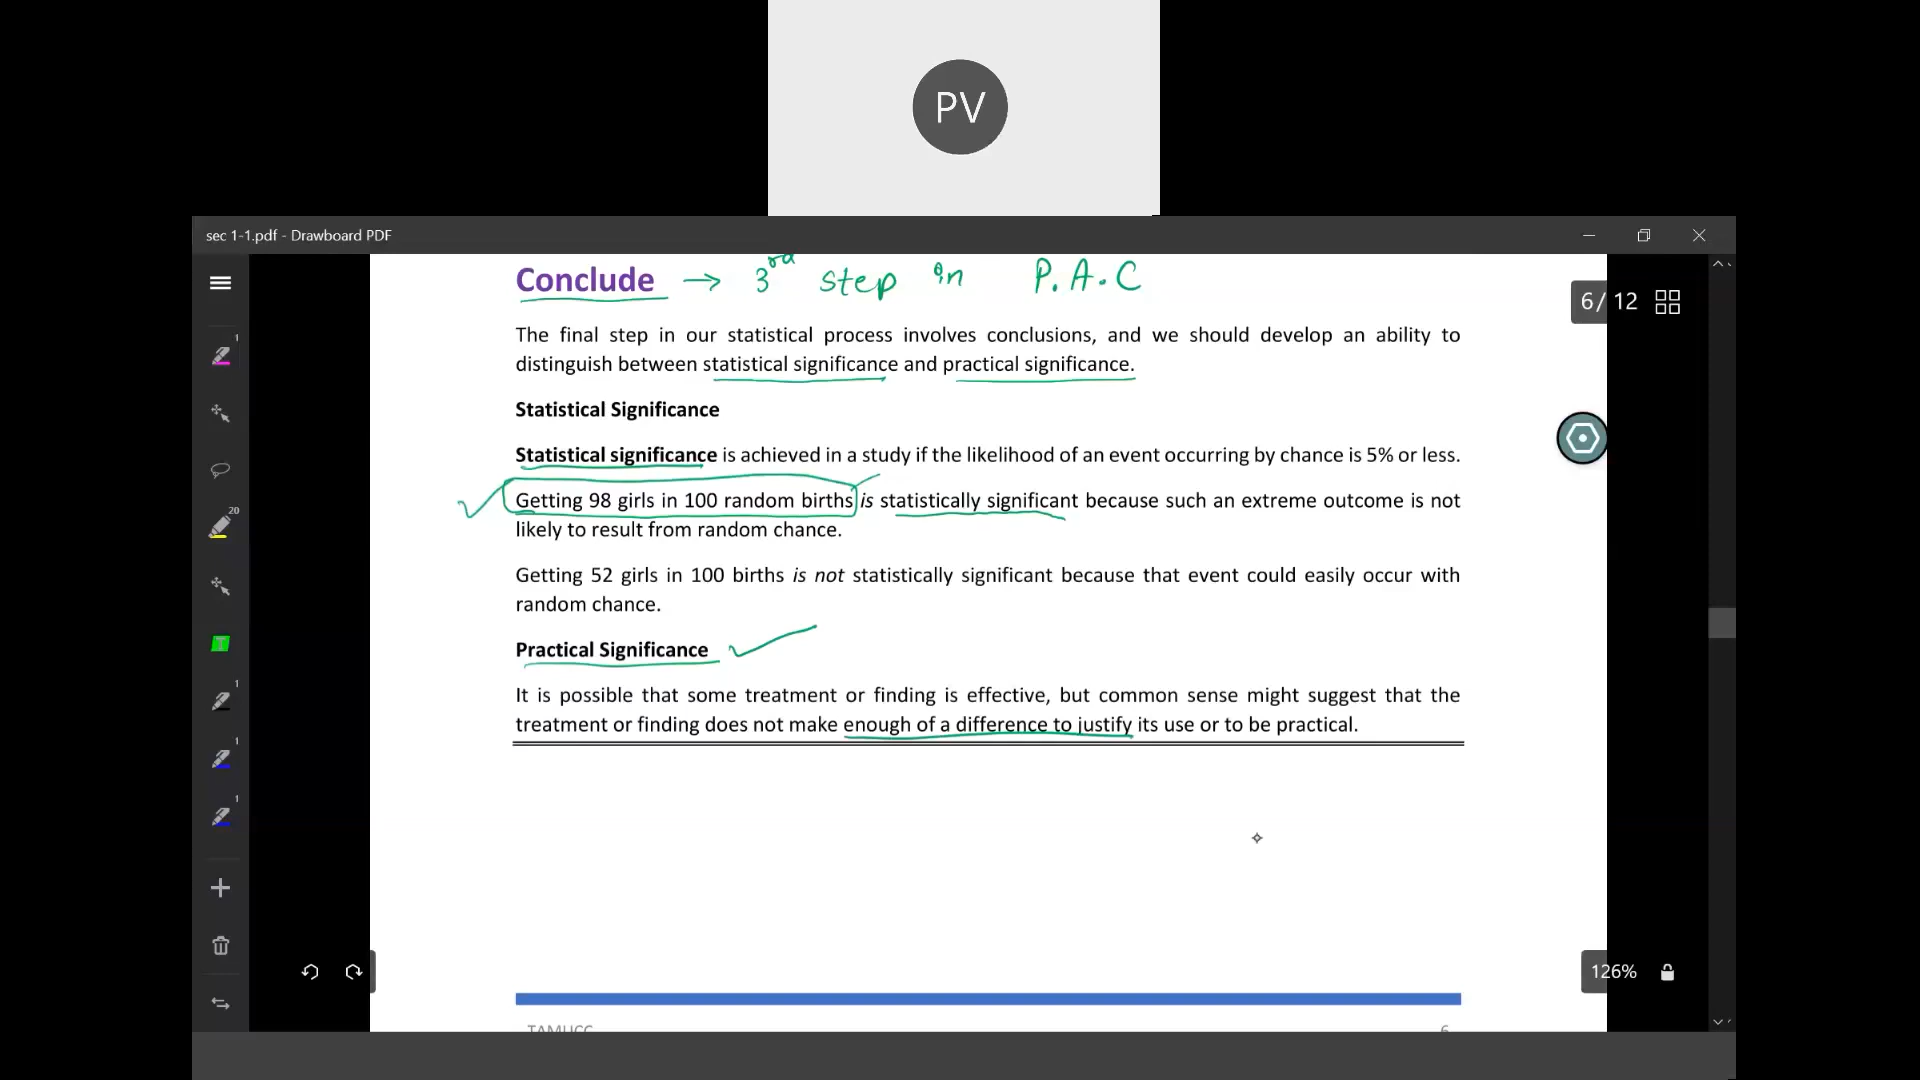 PV
sec 1-1.pdf - Drawboard PDF
Conclude → 3rd step in P.A.C
6/ 12
The final step in our statistical process involves conclusions, and we should develop an ability to
distinguish between statistical significance and practical significance.
Statistical Significance
Statistical significance is achieved in a study if the likelihood of an event occurring by chance is 5% or less.
Getting 98 girls in 100 random births is statistically significant because such an extreme outcome is not
likely to result from random chance.
Getting 52 girls in 100 births is not statistically significant because that event could easily occur with
random chance.
Practical Significance
It is possible that some treatment or finding is effective, but common sense might suggest that the
treatment or finding does not make enough of a difference to justify its use or to be practical.
1
20
T
1
1
1
126%
TAMUCC 6